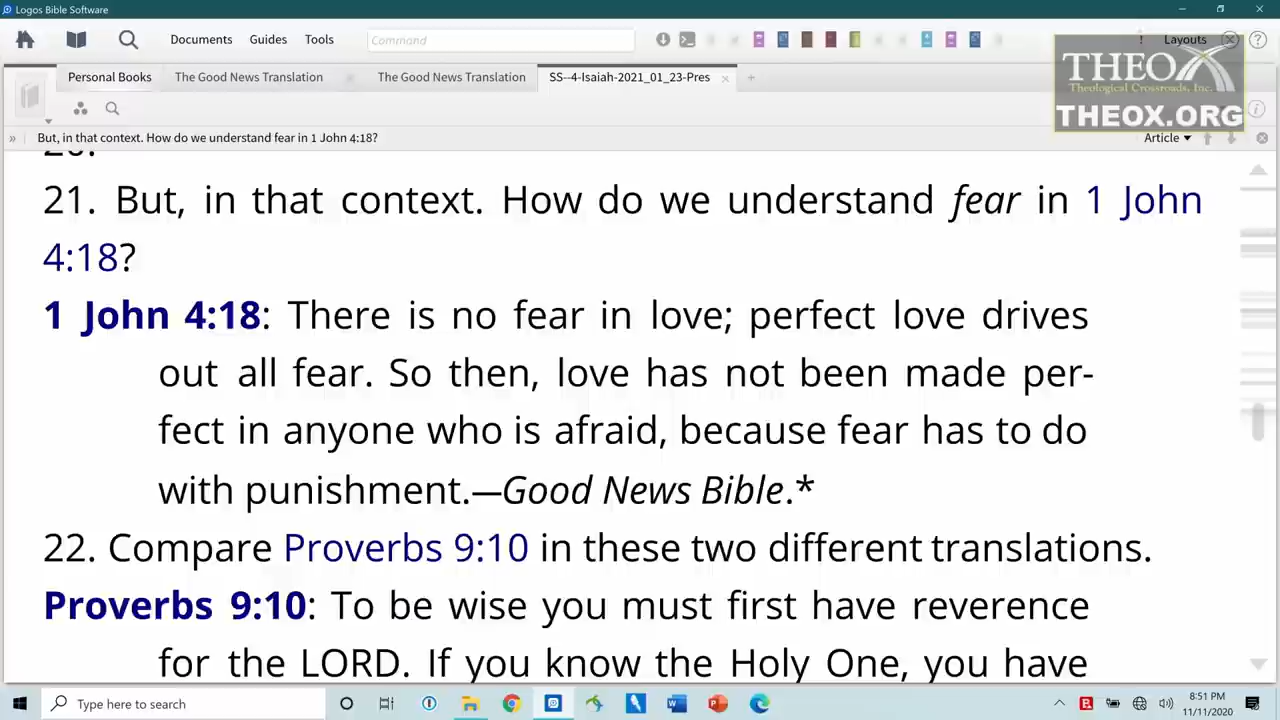 Logos Bible Software
Documents Guides Tools Command Layouts
THEOX
Theological Crossroads, Inc.
THEOX.ORG
Personal Books The Good News Translation The Good News Translation SS--4-Isaiah-2021_01_23-Pres
But, in that context. How do we understand fear in 1 John 4:18? Article
20.
21. But, in that context. How do we understand fear in 1 John
4:18?
1 John 4:18: There is no fear in love; perfect love drives
out all fear. So then, love has not been made per-
fect in anyone who is afraid, because fear has to do
with punishment.—Good News Bible.*
22. Compare Proverbs 9:10 in these two different translations.
Proverbs 9:10: To be wise you must first have reverence
for the LORD. If you know the Holy One, you have
Type here to search
8:51 PM
11/11/2020